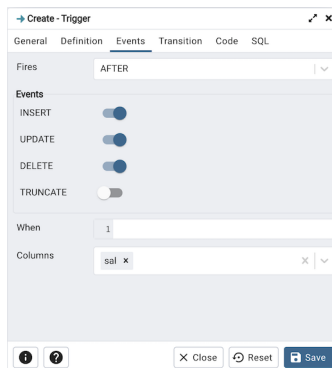 Create - Trigger
General Definition Events Transition Code SQL
Fires
AFTER
Events
INSERT
UPDATE
DELETE
TRUNCATE
When
1
Columns
sal ×
Close Reset Save